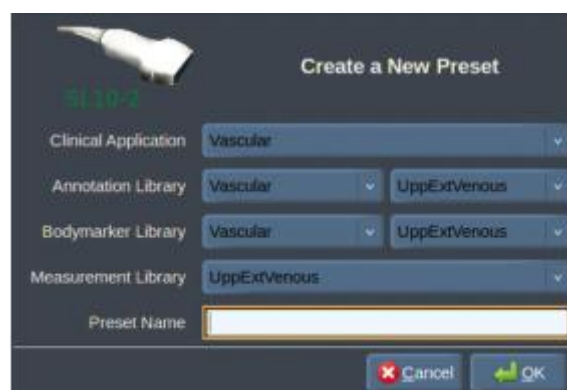 Create a New Preset
SL10-2
Clinical Application Vascular
Annotation Library Vascular UppExtVenous
Bodymarker Library Vascular UppExtVenous
Measurement Library UppExtVenous
Preset Name
Cancel OK